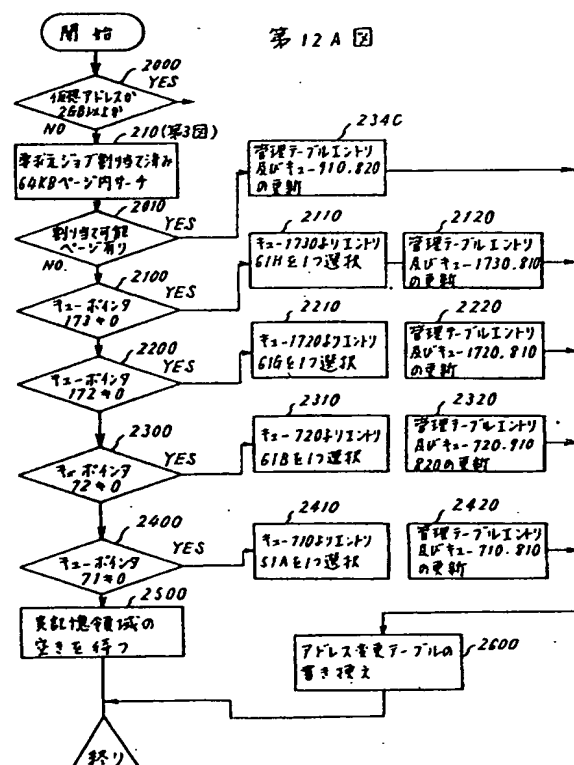 第12A図
開始
2000
仮想アドレスが
2GB以上か
YES
NO
210(第3図)
要求元ジョブ割り当て済み
64KBページ内サーチ
234C
管理テーブルエントリ
及びキュー910.820
の更新
2010
割り当て可能
ページ有り
YES
NO.
2110
キュー1730よりエントリ
61Hを1つ選択
2120
管理テーブルエントリ
及びキュー1730.810
の更新
2100
キューポインタ
173≠0
YES
2210
キュー1720よりエントリ
61Gを1つ選択
2220
管理テーブルエントリ
及びキュー1720.810
の更新
2200
キューポインタ
172≠0
YES
2310
キュー720よりエントリ
61Bを1つ選択
2320
管理テーブルエントリ
及びキュー720.910
820の更新
2300
キューポインタ
72≠0
YES
2410
キュー710よりエントリ
51Aを1つ選択
2420
管理テーブルエントリ
及びキュー710.810
の更新
2400
キューポインタ
71≠0
YES
2500
実記憶領域の
空きを待つ
2600
アドレス変更テーブルの
書き換え
終り